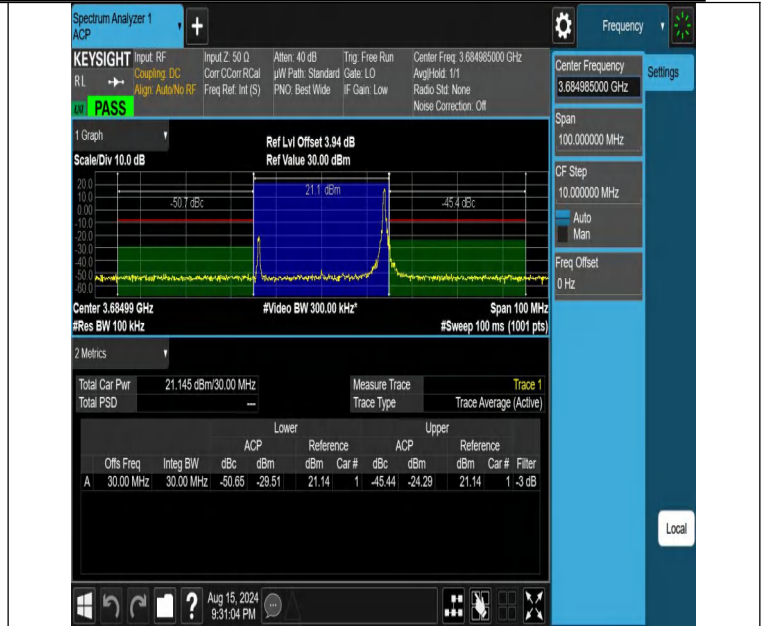 Spectrum Analyzer 1
ACP
+
Frequency
KEYSIGHT Input: RF Input Z: 50 Ω Atten: 40 dB Trig: Free Run Center Freq: 3.684985000 GHz
RL Coupling: DC Corr CCorr RCal µW Path: Standard Gate: LO Avg|Hold: 1/1
Align: Auto/No RF Freq Ref: Int (S) PNO: Best Wide IF Gain: Low Radio Std: None
Noise Correction: Off
PASS
Center Frequency
3.684985000 GHz
Settings
Span
100.000000 MHz
CF Step
10.000000 MHz
Auto
Man
Freq Offset
0 Hz
Local
1 Graph
Ref Lvl Offset 3.94 dB
Scale/Div 10.0 dB Ref Value 30.00 dBm
20.0
10.0
0.00
-10.0
-20.0
-30.0
-40.0
-50.0
-60.0
-50.7 dBc 21.1 dBm -45.4 dBc
Center 3.68499 GHz #Video BW 300.00 kHz* Span 100 MHz
#Res BW 100 kHz #Sweep 100 ms (1001 pts)
2 Metrics
Total Car Pwr 21.145 dBm/30.00 MHz Measure Trace Trace 1
Total PSD --- Trace Type Trace Average (Active)
Lower Upper
ACP Reference ACP Reference
Offs Freq Integ BW dBc dBm dBm Car # dBc dBm dBm Car # Filter
A 30.00 MHz 30.00 MHz -50.65 -29.51 21.14 1 -45.44 -24.29 21.14 1 -3 dB
? Aug 15, 2024
9:31:04 PM